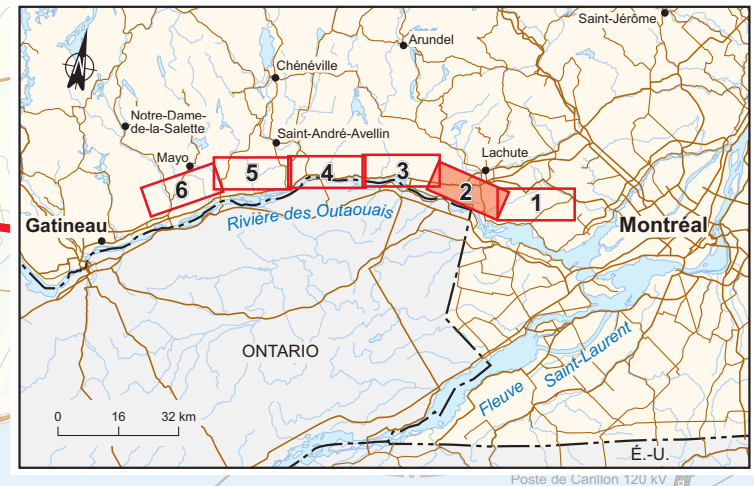 Saint-Jérôme
Arundel
Chénéville
Notre-Dame-
de-la-Salette
Saint-André-Avellin
Mayo
Lachute
6
5
4
3
2
1
Gatineau
Rivière des Outaouais
Montréal
ONTARIO
Fleuve Saint-Laurent
0 16 32 km
É.-U.
Poste de Carillon 120 kV